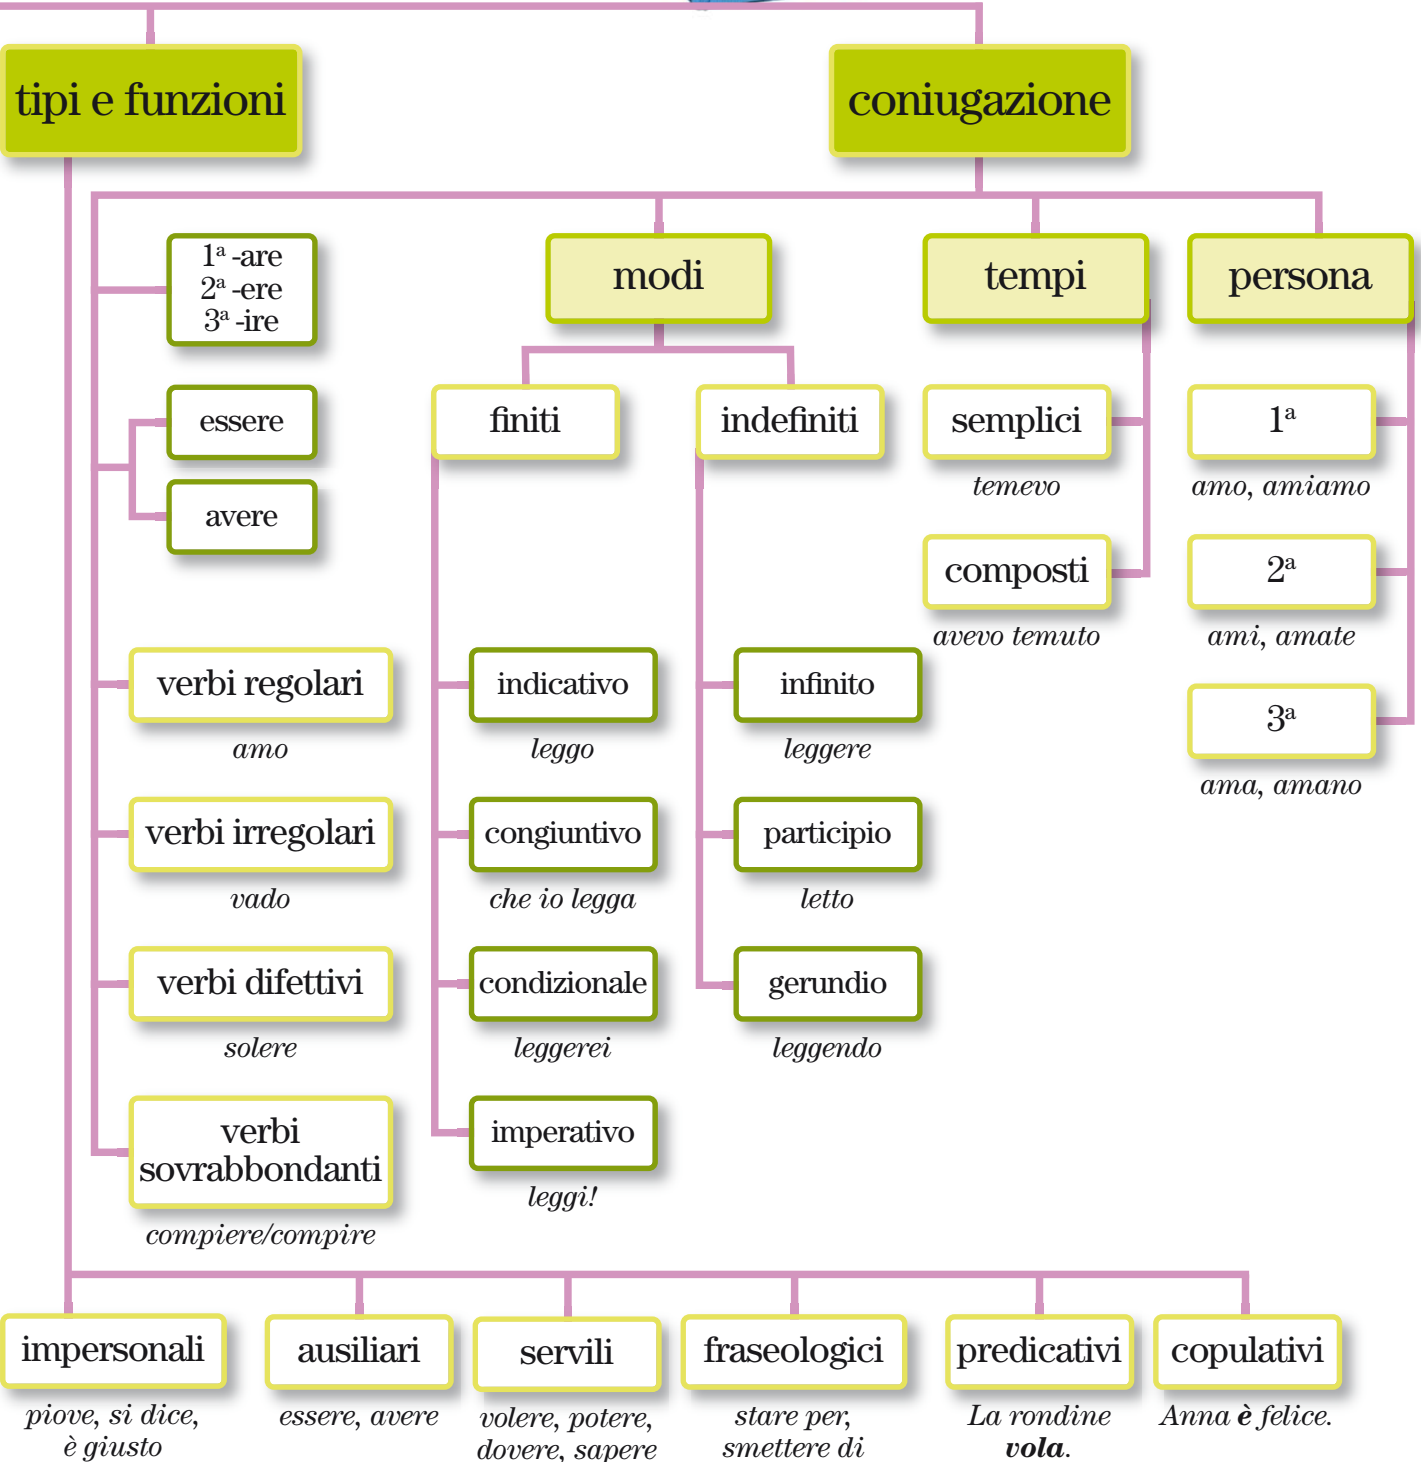 tipi e funzioni
coniugazione
1ª -are
2ª -ere
3ª -ire
essere
avere
verbi regolari
amo
verbi irregolari
vado
verbi difettivi
solere
verbi
sovrabbondanti
compiere/compire
modi
finiti
indicativo
leggo
congiuntivo
che io legga
condizionale
leggerei
imperativo
leggi!
indefiniti
infinito
leggere
participio
letto
gerundio
leggendo
tempi
semplici
temevo
composti
avevo temuto
persona
1ª
amo, amiamo
2ª
ami, amate
3ª
ama, amano
impersonali
piove, si dice,
è giusto
ausiliari
essere, avere
servili
volere, potere,
dovere, sapere
fraseologici
stare per,
smettere di
predicativi
La rondine
vola.
copulativi
Anna è felice.